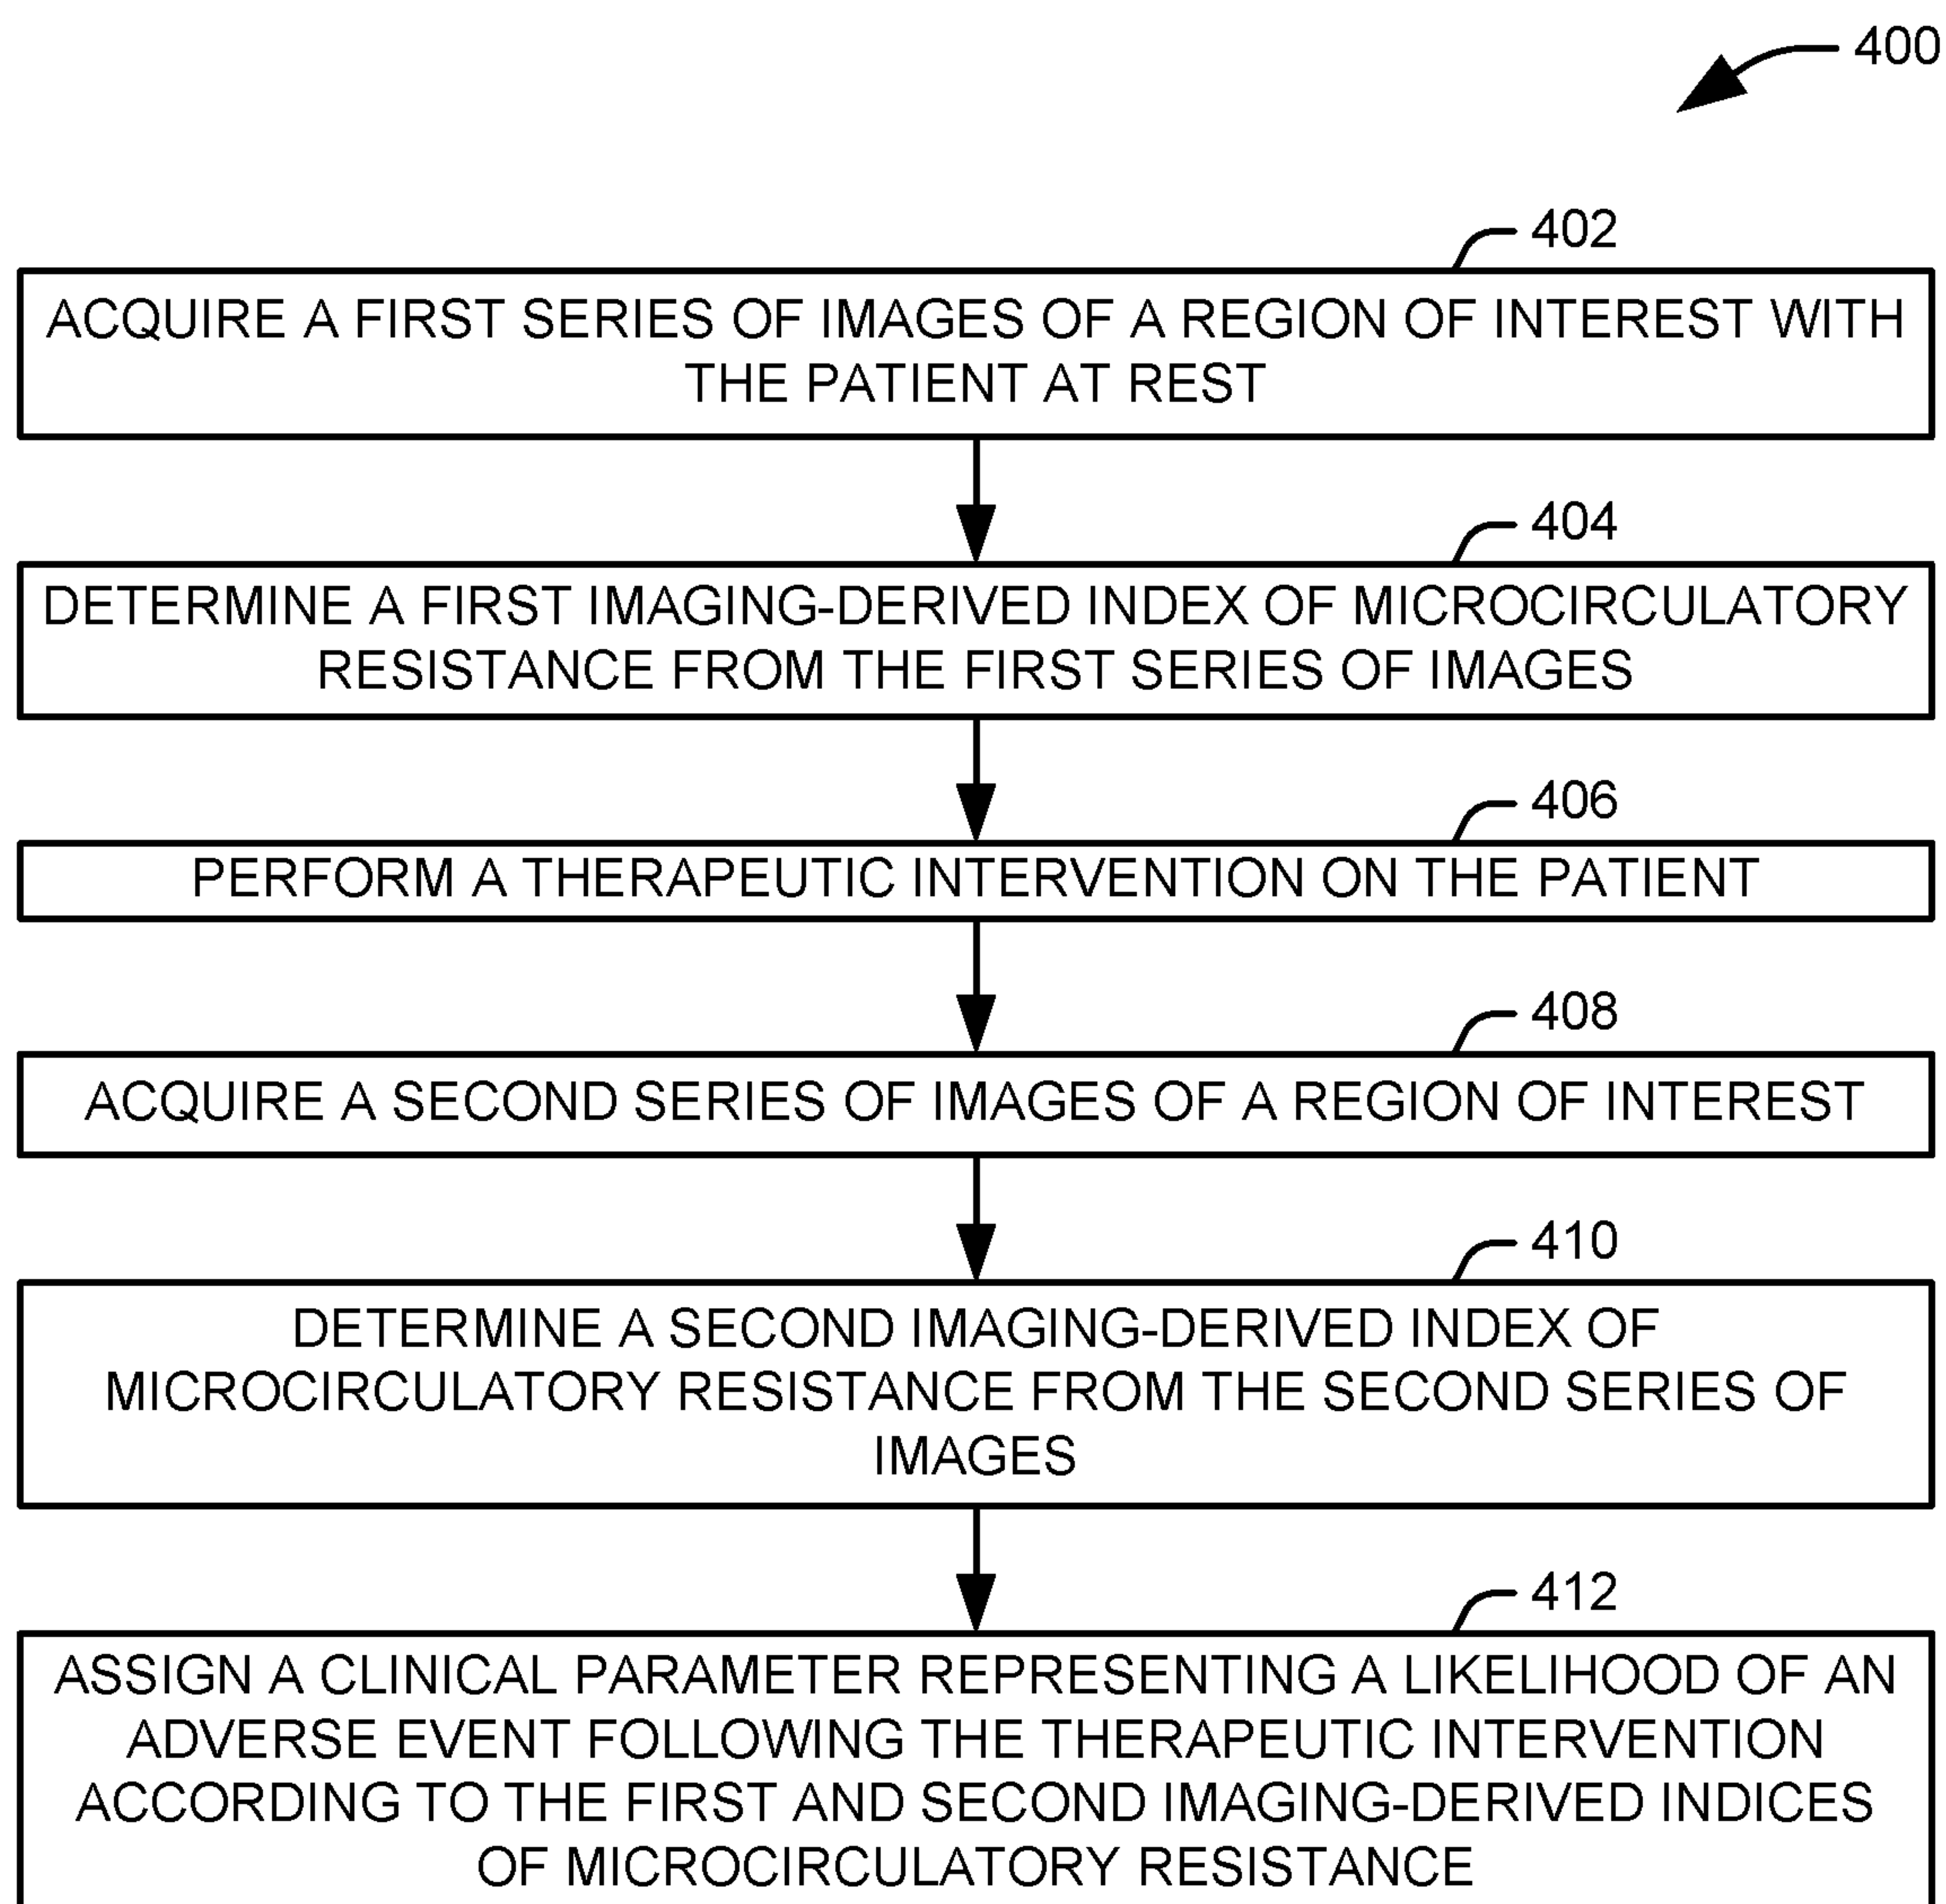 400
402
ACQUIRE A FIRST SERIES OF IMAGES OF A REGION OF INTEREST WITH
THE PATIENT AT REST
404
DETERMINE A FIRST IMAGING-DERIVED INDEX OF MICROCIRCULATORY
RESISTANCE FROM THE FIRST SERIES OF IMAGES
406
PERFORM A THERAPEUTIC INTERVENTION ON THE PATIENT
408
ACQUIRE A SECOND SERIES OF IMAGES OF A REGION OF INTEREST
410
DETERMINE A SECOND IMAGING-DERIVED INDEX OF
MICROCIRCULATORY RESISTANCE FROM THE SECOND SERIES OF
IMAGES
412
ASSIGN A CLINICAL PARAMETER REPRESENTING A LIKELIHOOD OF AN
ADVERSE EVENT FOLLOWING THE THERAPEUTIC INTERVENTION
ACCORDING TO THE FIRST AND SECOND IMAGING-DERIVED INDICES
OF MICROCIRCULATORY RESISTANCE